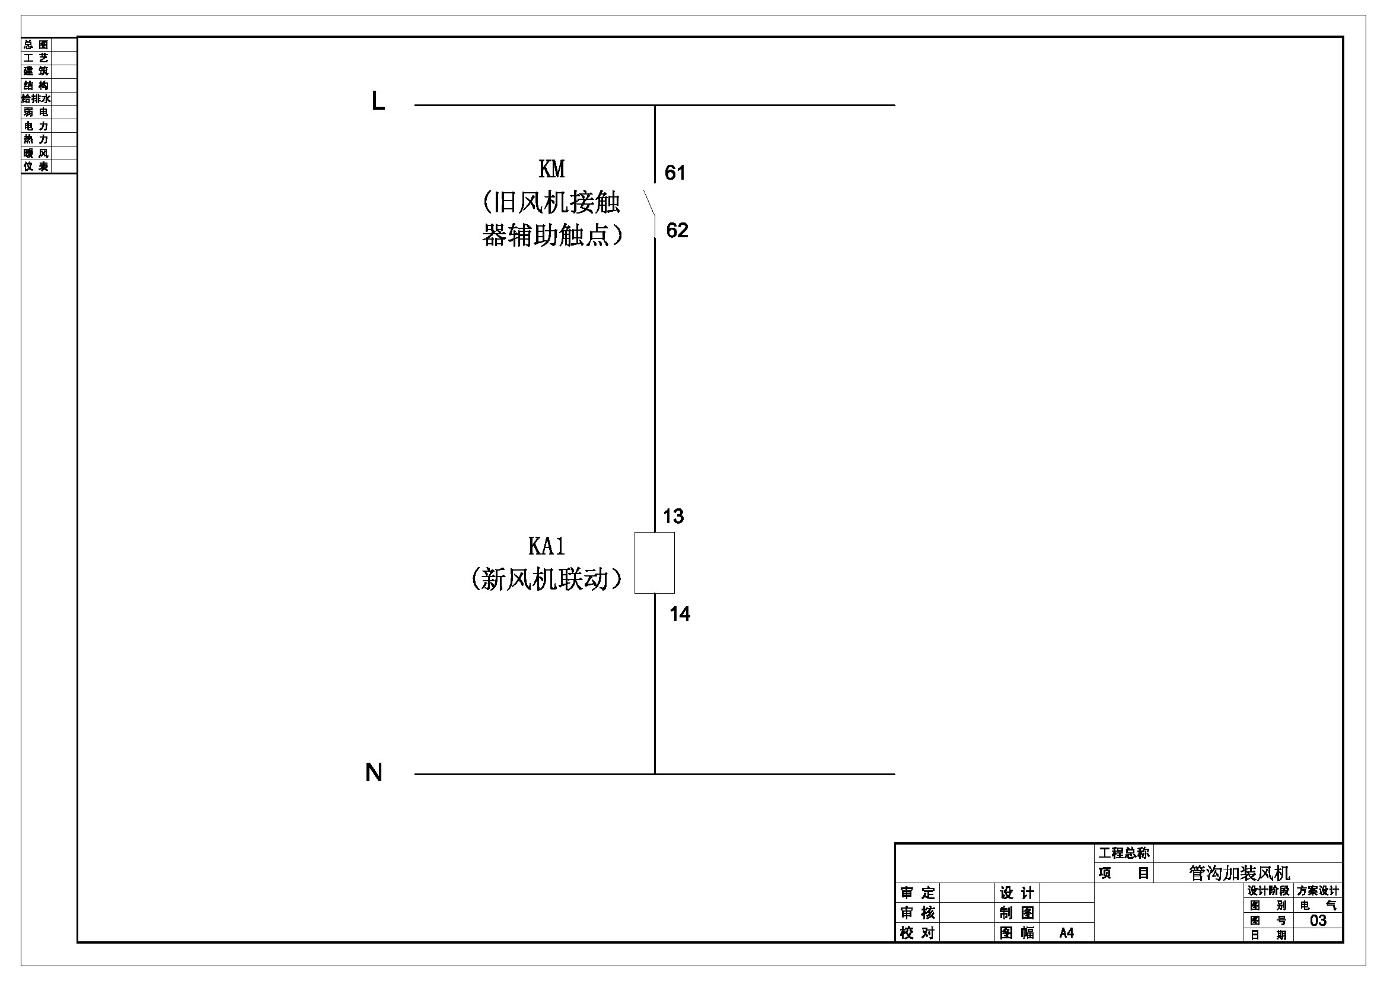 总 图
工 艺
建 筑
结 构
给排水
弱 电
电 力
热 力
暖 风
仪 表
L
KM
(旧风机接触
器辅助触点)
61
62
13
KA1
(新风机联动)
14
N
工程总称
项 目 管沟加装风机
审 定 设 计 设计阶段 方案设计
图 别 电 气
审 核 制 图
图 号 03
校 对 图 幅 A4
日 期